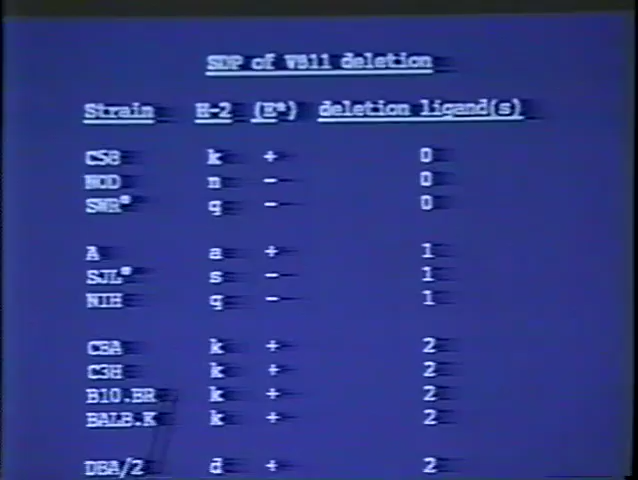 SDP of Vß11 deletion
Strain H-2 (E*) deletion ligand(s)
C58 k + 0
NOD n - 0
SWR* q - 0
A a + 1
SJL* s - 1
NIH q - 1
CBA k + 2
C3H k + 2
B10.BR k + 2
BALB.K k + 2
DBA/2 d + 2